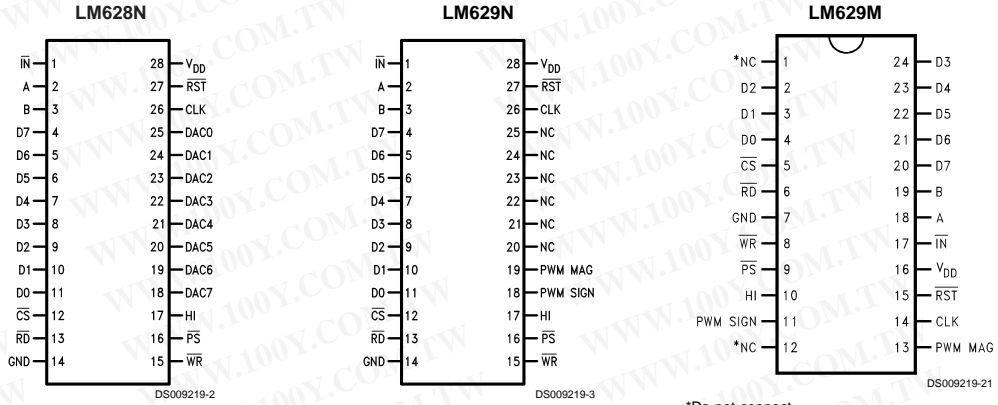 LM628N
IN 1 28 VDD
A 2 27 RST
B 3 26 CLK
D7 4 25 DAC0
D6 5 24 DAC1
D5 6 23 DAC2
D4 7 22 DAC3
D3 8 21 DAC4
D2 9 20 DAC5
D1 10 19 DAC6
D0 11 18 DAC7
CS 12 17 HI
RD 13 16 PS
GND 14 15 WR
DS009219-2
LM629N
IN 1 28 VDD
A 2 27 RST
B 3 26 CLK
D7 4 25 NC
D6 5 24 NC
D5 6 23 NC
D4 7 22 NC
D3 8 21 NC
D2 9 20 NC
D1 10 19 PWM MAG
D0 11 18 PWM SIGN
CS 12 17 HI
RD 13 16 PS
GND 14 15 WR
DS009219-3
LM629M
*NC 1 24 D3
D2 2 23 D4
D1 3 22 D5
D0 4 21 D6
CS 5 20 D7
RD 6 19 B
GND 7 18 A
WR 8 17 IN
PS 9 16 VDD
HI 10 15 RST
PWM SIGN 11 14 CLK
*NC 12 13 PWM MAG
DS009219-21
*Do not connect
WWW.100Y.COM.TW